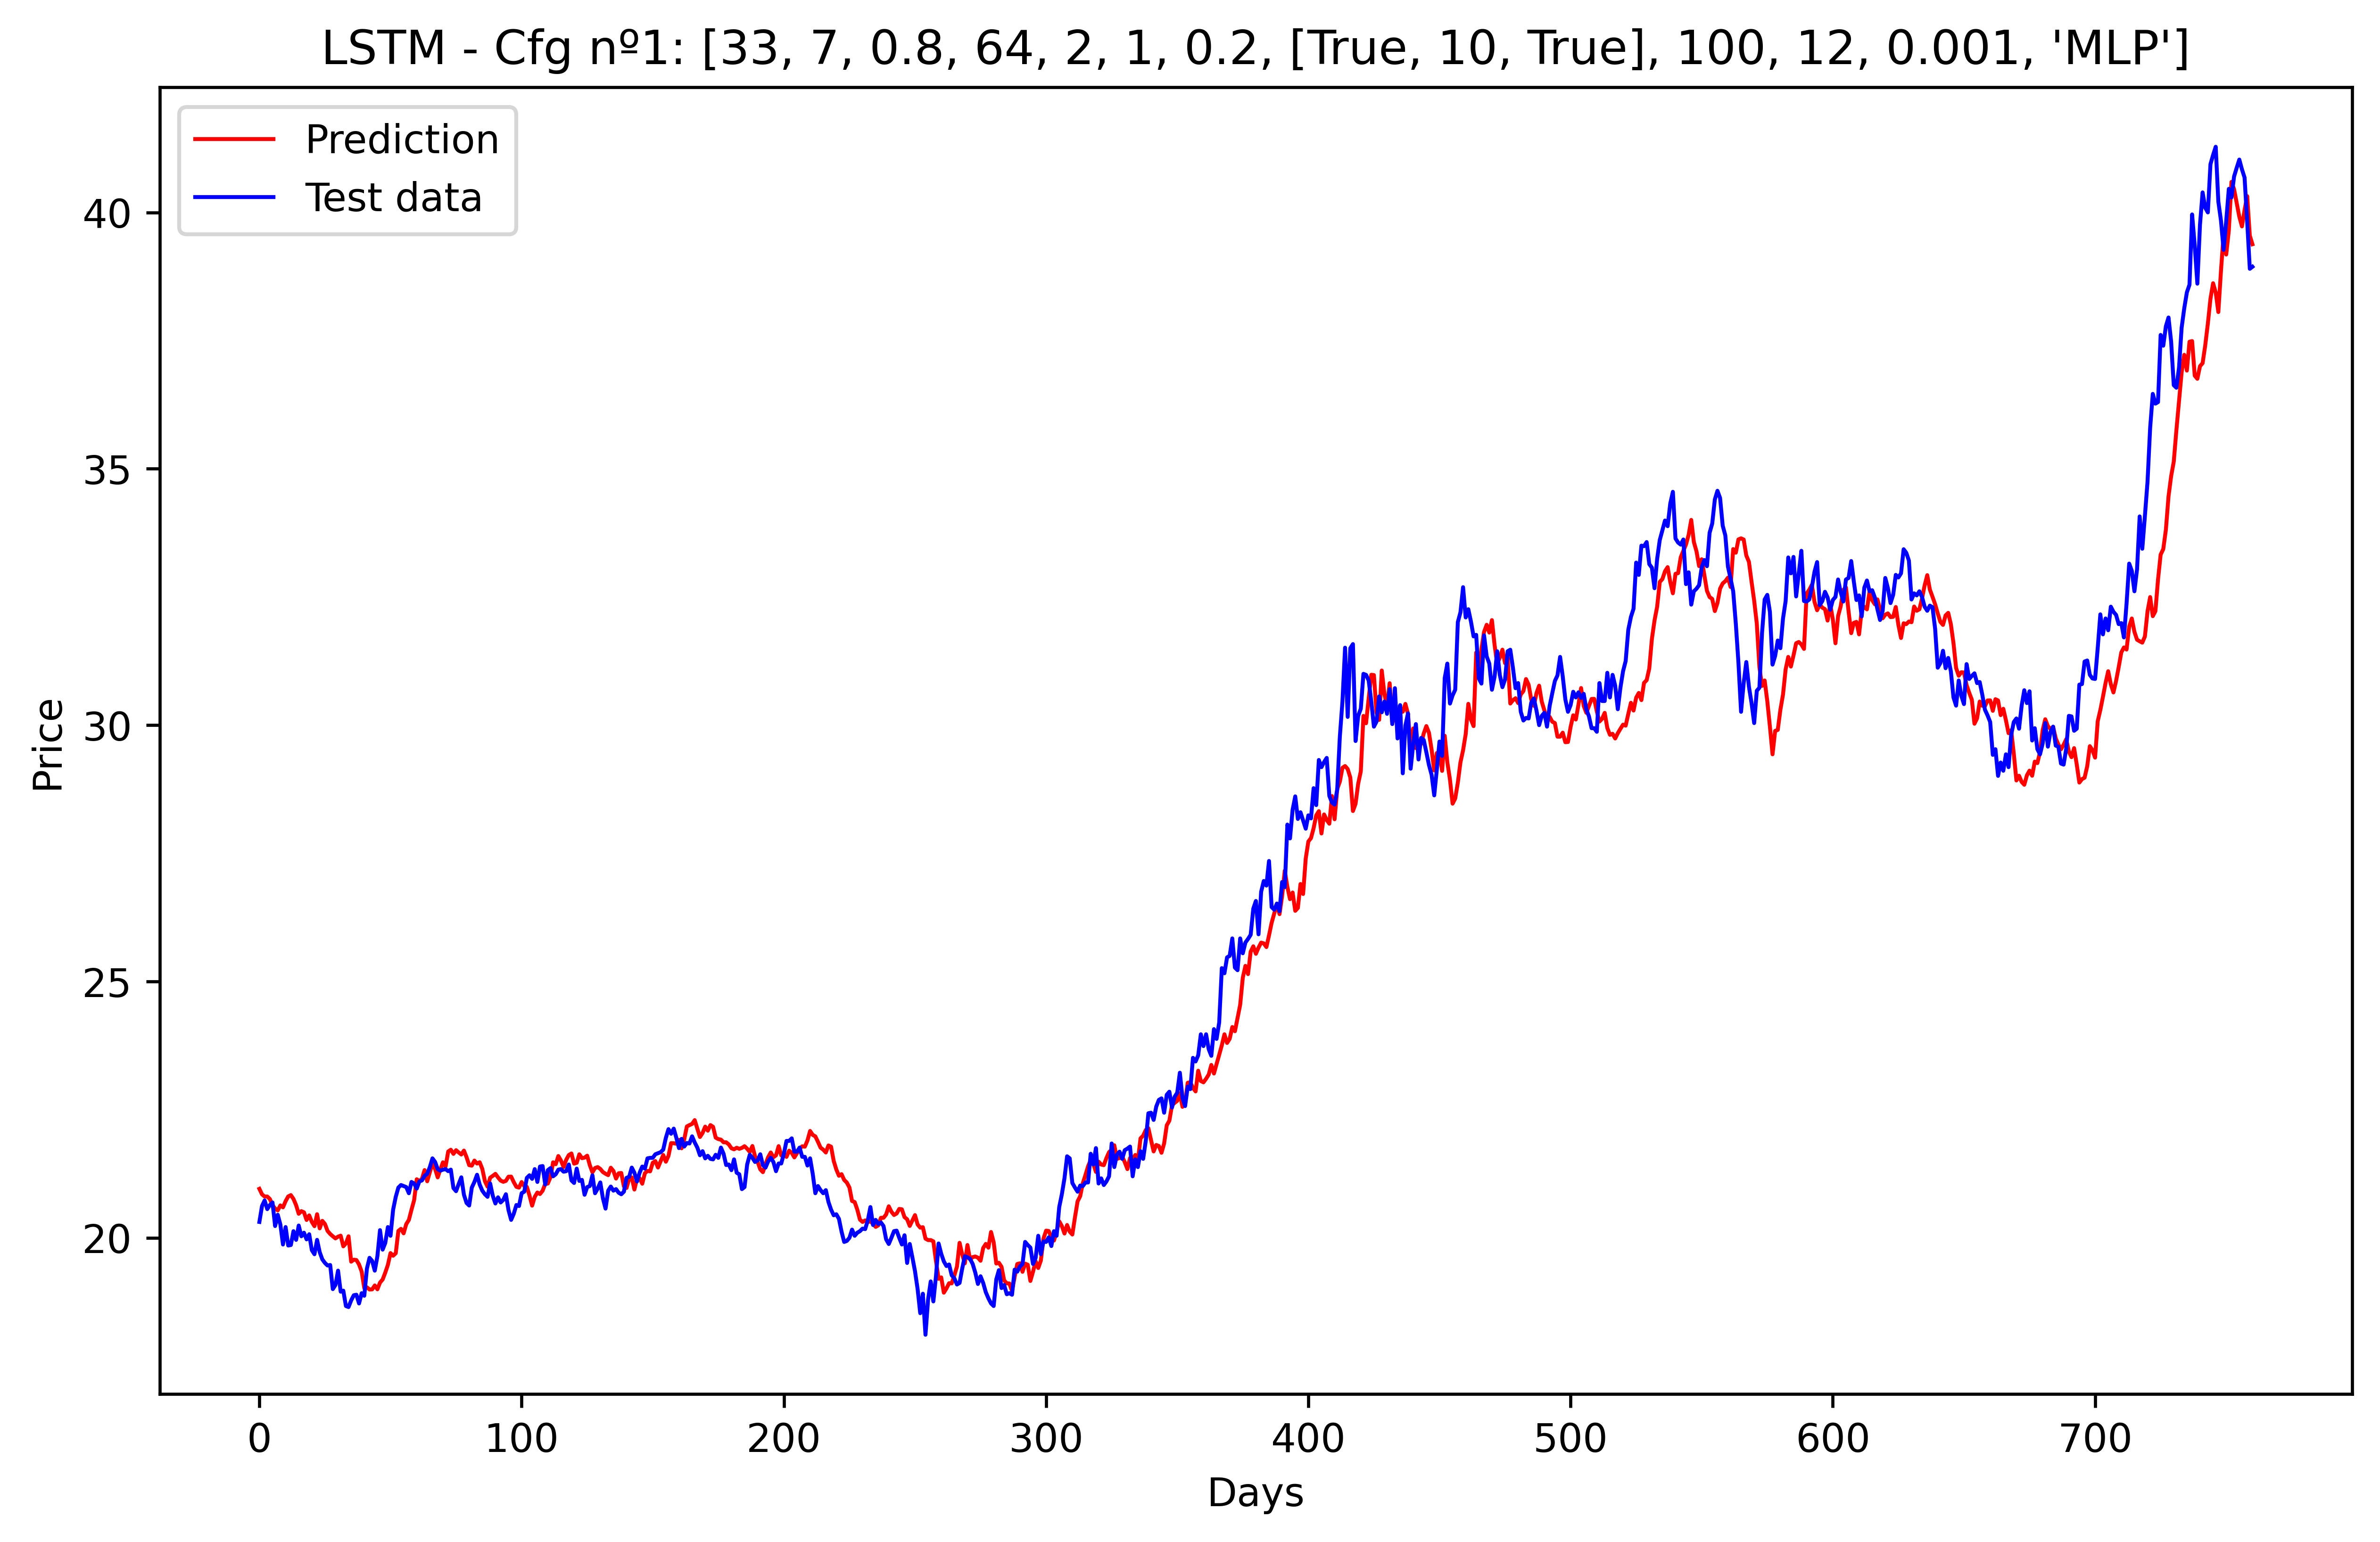 LSTM - Cfg nº1: [33, 7, 0.8, 64, 2, 1, 0.2, [True, 10, True], 100, 12, 0.001, 'MLP']
Prediction
Test data
40
35
30
25
20
Price
0 100 200 300 400 500 600 700
Days